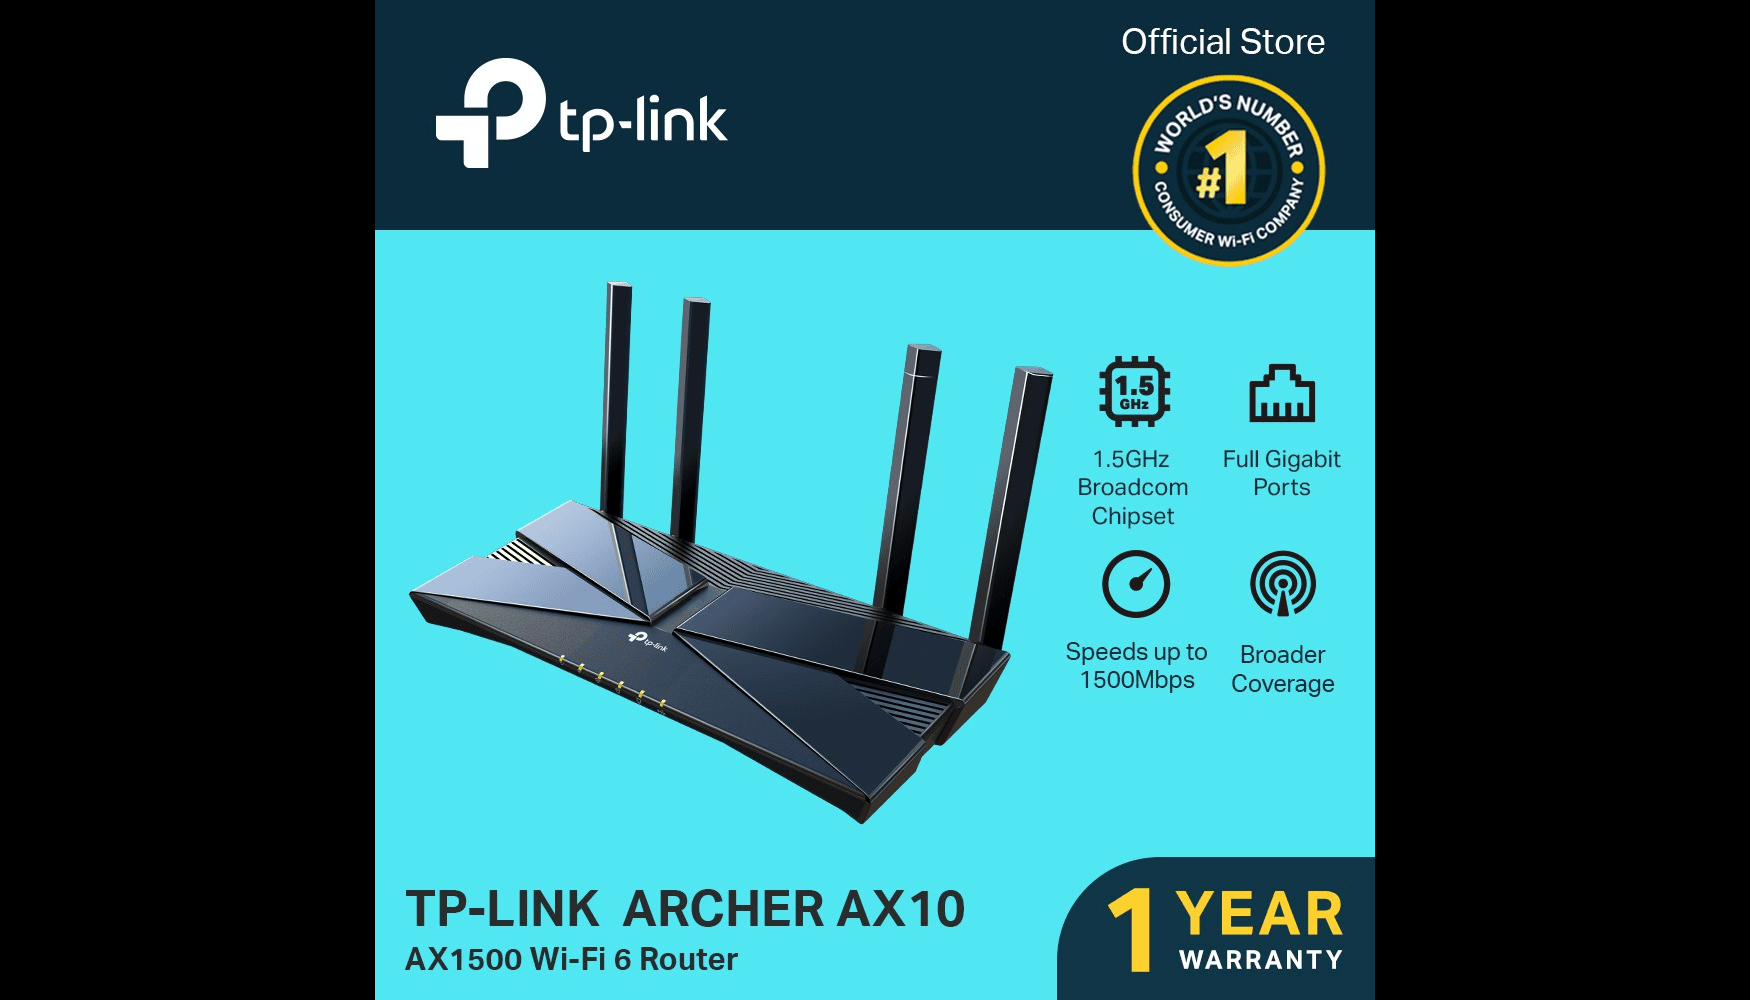 tp-link
Official Store
WORLD'S NUMBER
#1
CONSUMER Wi-Fi COMPANY
1.5
GHz
1.5GHz
Broadcom
Chipset
Full Gigabit
Ports
Speeds up to
1500Mbps
Broader
Coverage
tp-link
TP-LINK ARCHER AX10
AX1500 Wi-Fi 6 Router
1 YEAR
WARRANTY